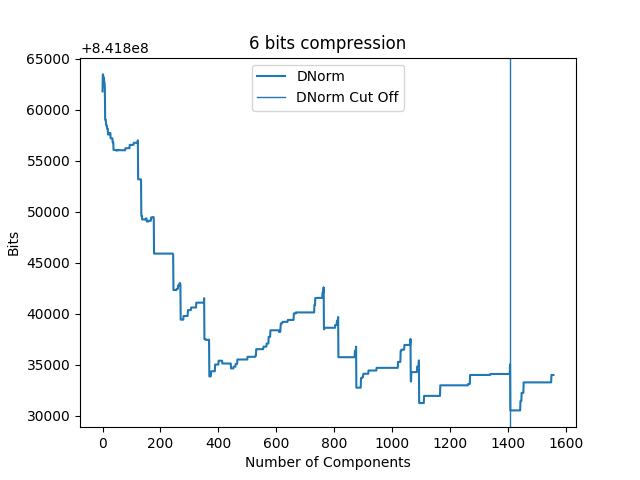 6 bits compression
+8.418e8
65000
60000
55000
50000
45000
40000
35000
30000
Bits
DNorm
DNorm Cut Off
0 200 400 600 800 1000 1200 1400 1600
Number of Components